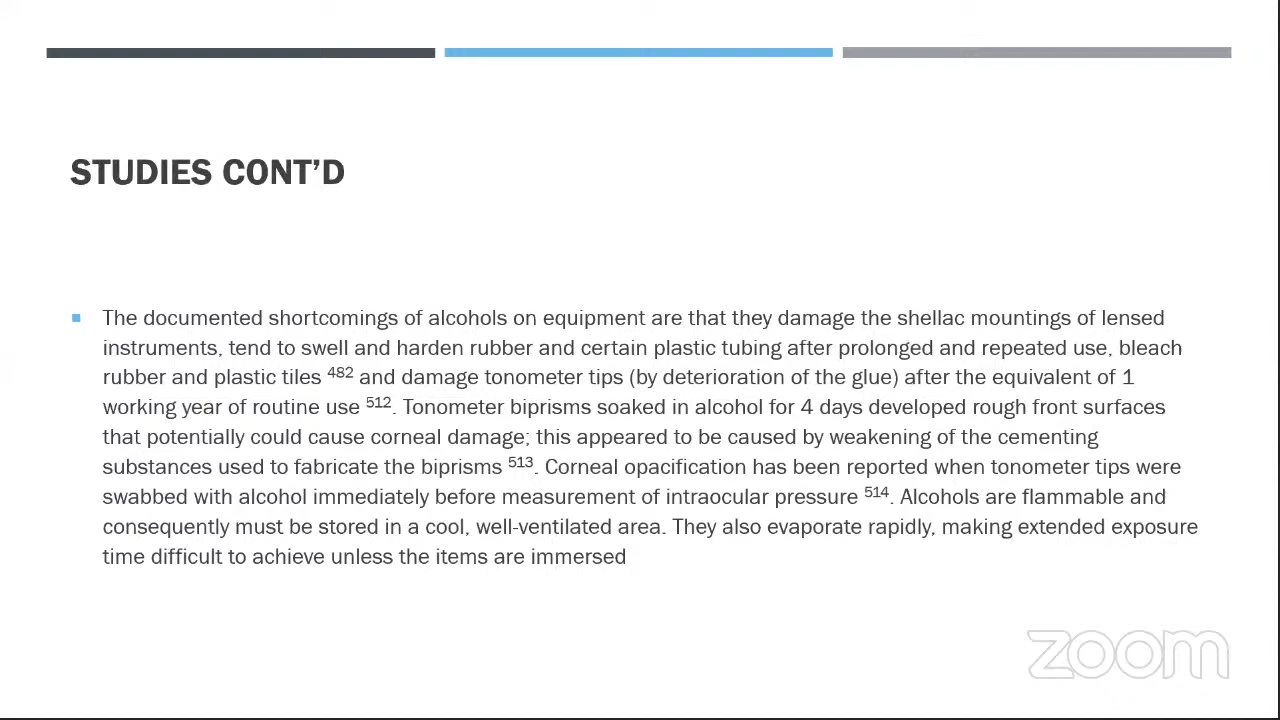 STUDIES CONT’D
The documented shortcomings of alcohols on equipment are that they damage the shellac mountings of lensed
instruments, tend to swell and harden rubber and certain plastic tubing after prolonged and repeated use, bleach
rubber and plastic tiles 482 and damage tonometer tips (by deterioration of the glue) after the equivalent of 1
working year of routine use 512. Tonometer biprisms soaked in alcohol for 4 days developed rough front surfaces
that potentially could cause corneal damage; this appeared to be caused by weakening of the cementing
substances used to fabricate the biprisms 513. Corneal opacification has been reported when tonometer tips were
swabbed with alcohol immediately before measurement of intraocular pressure 514. Alcohols are flammable and
consequently must be stored in a cool, well-ventilated area. They also evaporate rapidly, making extended exposure
time difficult to achieve unless the items are immersed
zoom